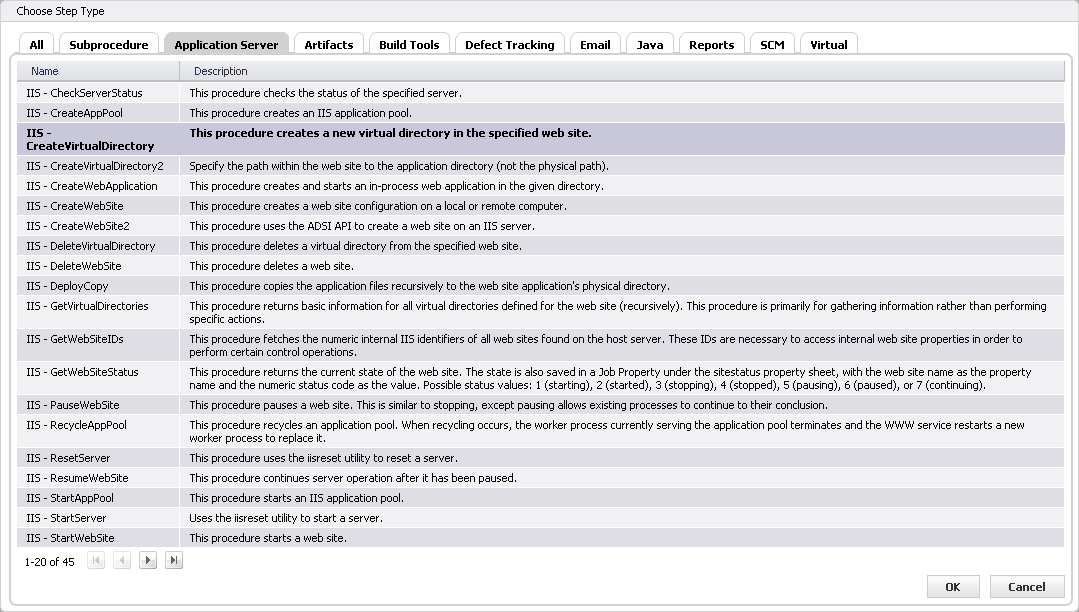 Choose Step Type
All Subprocedure Application Server Artifacts Build Tools Defect Tracking Email Java Reports SCM Virtual
Name Description
IIS - CheckServerStatus This procedure checks the status of the specified server.
IIS - CreateAppPool This procedure creates an IIS application pool.
IIS - This procedure creates a new virtual directory in the specified web site.
CreateVirtualDirectory
IIS - CreateVirtualDirectory2 Specify the path within the web site to the application directory (not the physical path).
IIS - CreateWebApplication This procedure creates and starts an in-process web application in the given directory.
IIS - CreateWebSite This procedure creates a web site configuration on a local or remote computer.
IIS - CreateWebSite2 This procedure uses the ADSI API to create a web site on an IIS server.
IIS - DeleteVirtualDirectory This procedure deletes a virtual directory from the specified web site.
IIS - DeleteWebSite This procedure deletes a web site.
IIS - DeployCopy This procedure copies the application files recursively to the web site application's physical directory.
IIS - GetVirtualDirectories This procedure returns basic information for all virtual directories defined for the web site (recursively). This procedure is primarily for gathering information rather than performing
specific actions.
IIS - GetWebSiteIDs This procedure fetches the numeric internal IIS identifiers of all web sites found on the host server. These IDs are necessary to access internal web site properties in order to
perform certain control operations.
IIS - GetWebSiteStatus This procedure returns the current state of the web site. The state is also saved in a Job Property under the sitestatus property sheet, with the web site name as the property
name and the numeric status code as the value. Possible status values: 1 (starting), 2 (started), 3 (stopping), 4 (stopped), 5 (pausing), 6 (paused), or 7 (continuing).
IIS - PauseWebSite This procedure pauses a web site. This is similar to stopping, except pausing allows existing processes to continue to their conclusion.
IIS - RecycleAppPool This procedure recycles an application pool. When recycling occurs, the worker process currently serving the application pool terminates and the WWW service restarts a new
worker process to replace it.
IIS - ResetServer This procedure uses the iisreset utility to reset a server.
IIS - ResumeWebSite This procedure continues server operation after it has been paused.
IIS - StartAppPool This procedure starts an IIS application pool.
IIS - StartServer Uses the iisreset utility to start a server.
IIS - StartWebSite This procedure starts a web site.
1-20 of 45
OK Cancel